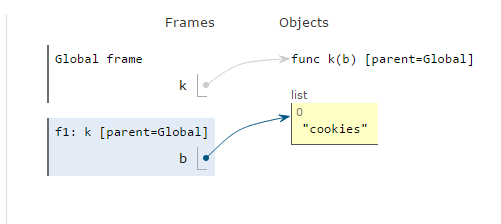 Frames Objects
Global frame
k
func k(b) [parent=Global]
f1: k [parent=Global]
b
list
0
"cookies"